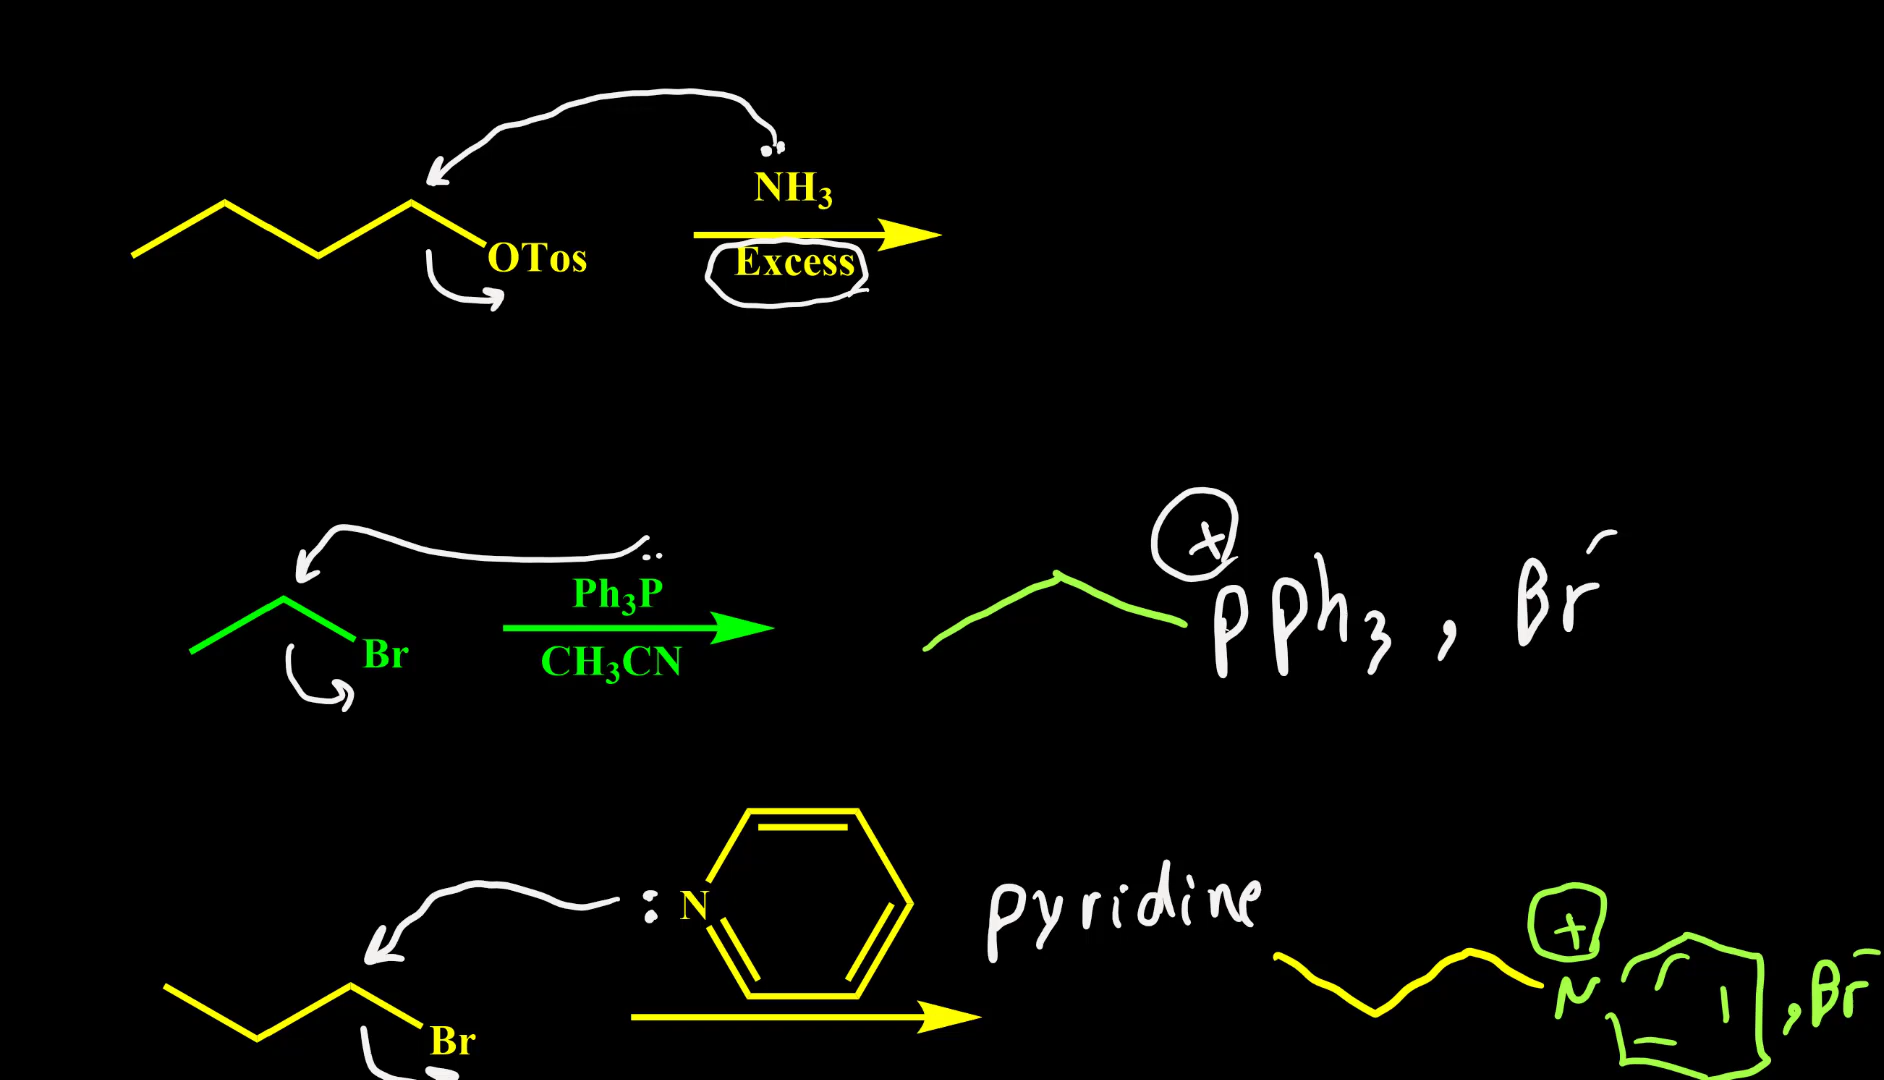 NH₃
OTos
Excess
Ph₃P
Br
CH₃CN
+
PPh₃, Br⁻
: N
pyridine
+
N , Br⁻
Br